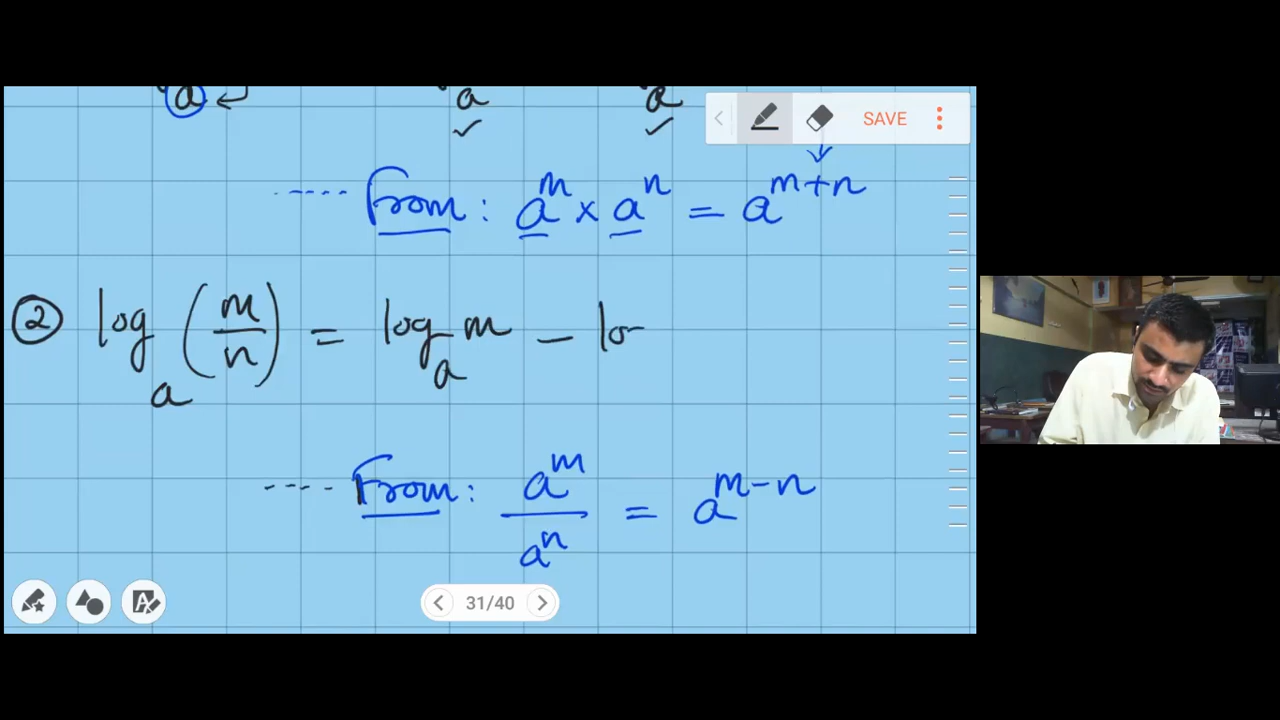 a ↵ a a
✓ ✓
SAVE
---- From: a^m × a^n = a^(m+n)
② log_a (m/n) = log_a m − lo
---- From: a^m / a^n = a^(m−n)
31/40